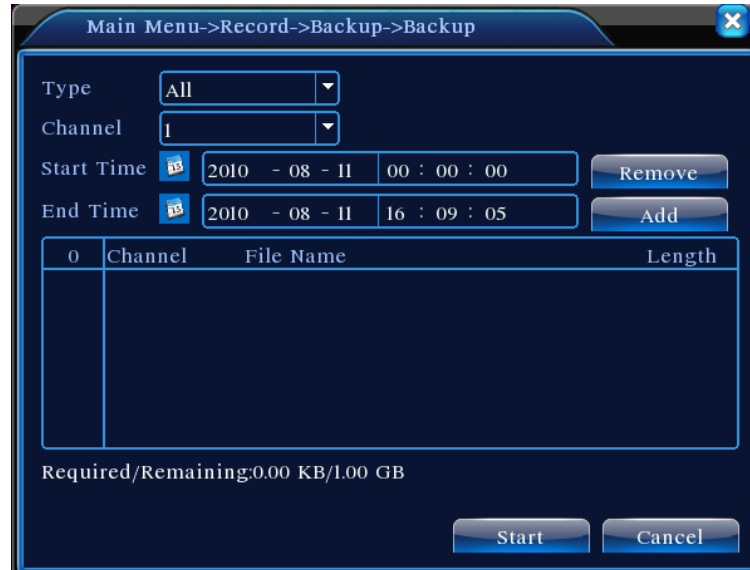 Main Menu->Record->Backup->Backup
Type All
Channel 1
Start Time 15 2010 - 08 - 11 00 : 00 : 00 Remove
End Time 15 2010 - 08 - 11 16 : 09 : 05 Add
0 Channel File Name Length
Required/Remaining:0.00 KB/1.00 GB
Start Cancel